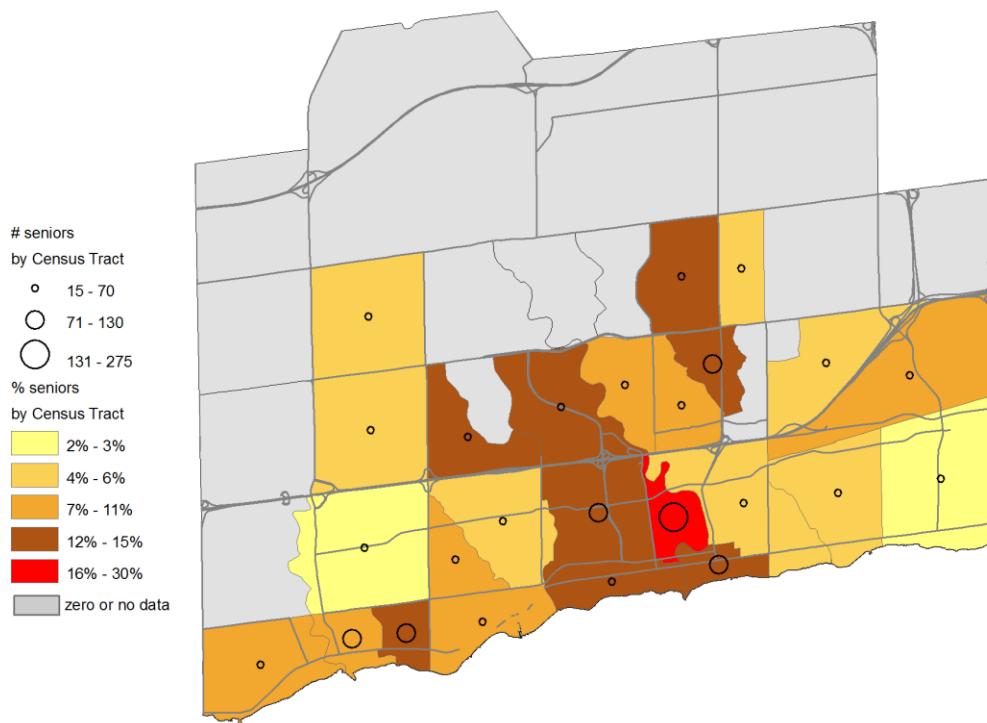 # seniors
by Census Tract
15 - 70
71 - 130
131 - 275
% seniors
by Census Tract
2% - 3%
4% - 6%
7% - 11%
12% - 15%
16% - 30%
zero or no data